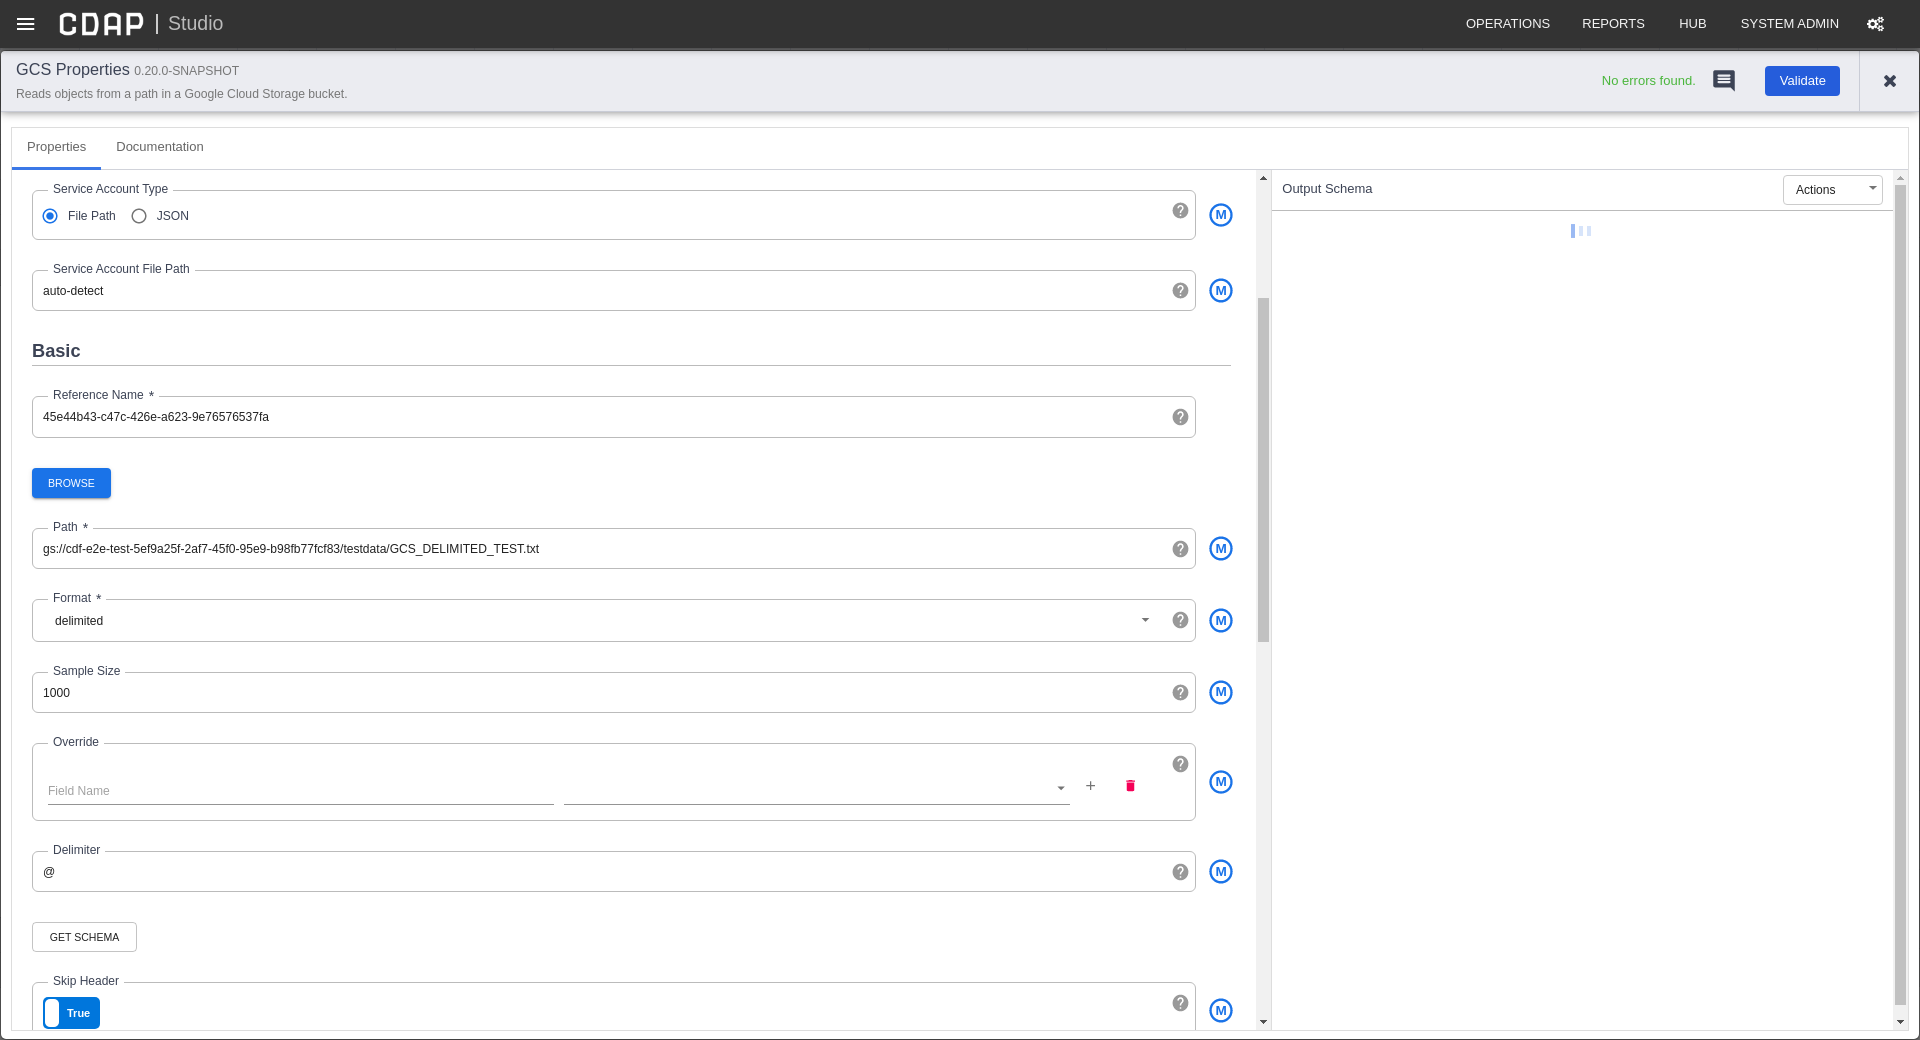 CDAP | Studio
OPERATIONS REPORTS HUB SYSTEM ADMIN
GCS Properties 0.20.0-SNAPSHOT
Reads objects from a path in a Google Cloud Storage bucket.
No errors found.
Validate
Properties Documentation
Service Account Type
File Path JSON
M
Service Account File Path
auto-detect
M
Basic
Reference Name *
45e44b43-c47c-426e-a623-9e76576537fa
BROWSE
Path *
gs://cdf-e2e-test-5ef9a25f-2af7-45f0-95e9-b98fb77fcf83/testdata/GCS_DELIMITED_TEST.txt
M
Format *
delimited
M
Sample Size
1000
M
Override
Field Name
M
Delimiter
@
M
GET SCHEMA
Skip Header
True
M
Output Schema
Actions